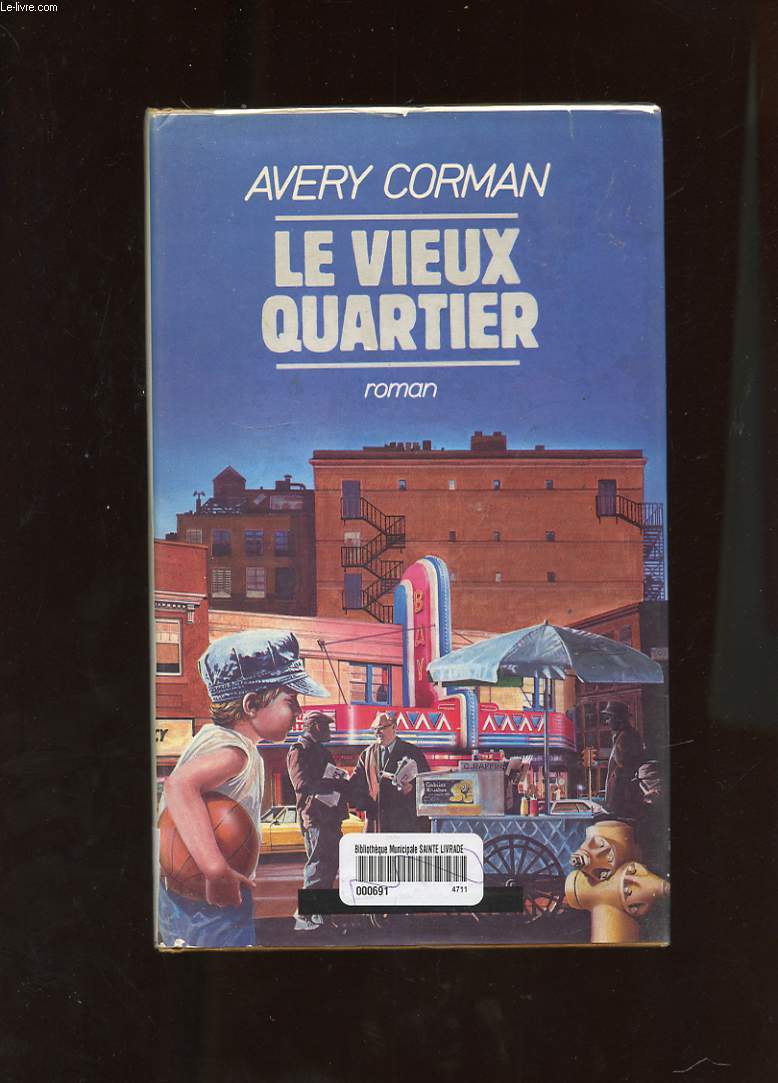 Le-livre.com
AVERY CORMAN
LE VIEUX
QUARTIER
roman
BAY
Bibliothèque Municipale SAINTE LIVRADE
000691 4711